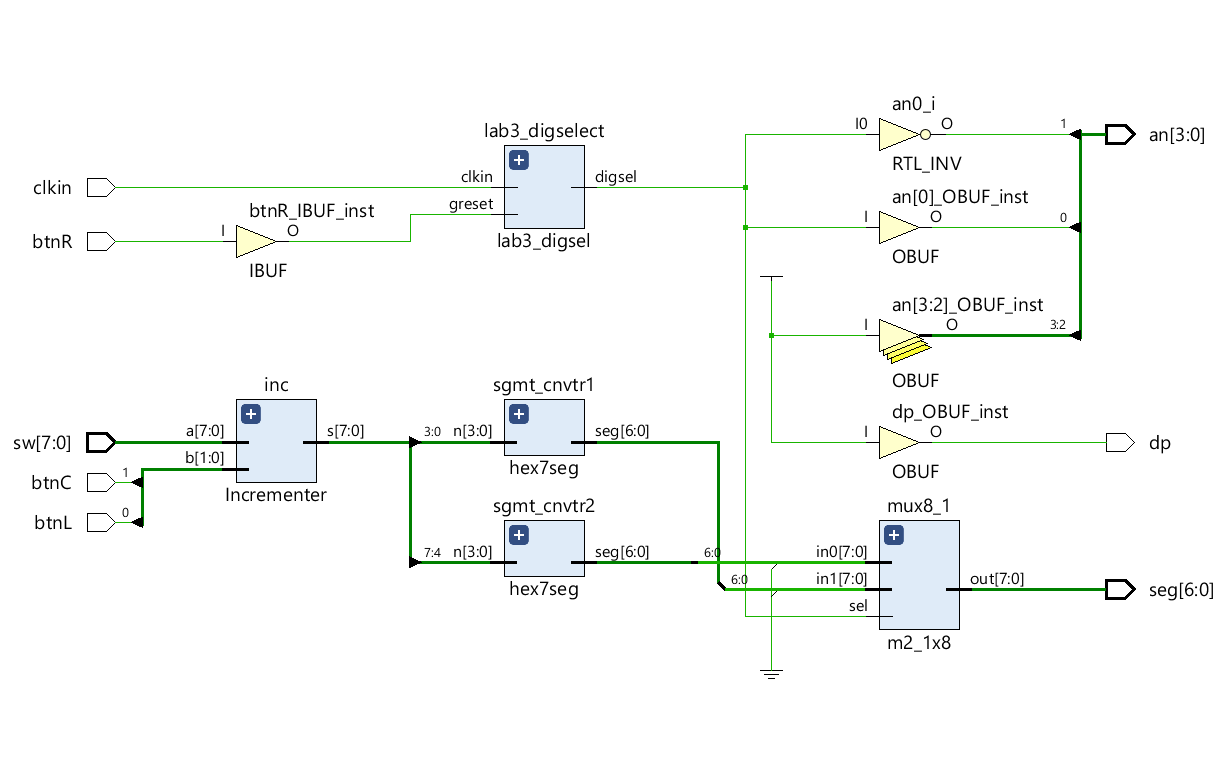 an0_i
I0
O
1
an[3:0]
RTL_INV
lab3_digselect
clkin
clkin
digsel
greset
lab3_digsel
btnR
I
btnR_IBUF_inst
O
IBUF
an[0]_OBUF_inst
I
O
0
OBUF
an[3:2]_OBUF_inst
I
O
3:2
OBUF
dp_OBUF_inst
I
O
dp
OBUF
inc
sw[7:0]
a[7:0]
s[7:0]
b[1:0]
btnC
1
btnL
0
Incrementer
sgmt_cnvtr1
3:0
n[3:0]
seg[6:0]
hex7seg
sgmt_cnvtr2
7:4
n[3:0]
seg[6:0]
hex7seg
mux8_1
6:0
in0[7:0]
6:0
in1[7:0]
out[7:0]
seg[6:0]
sel
m2_1x8